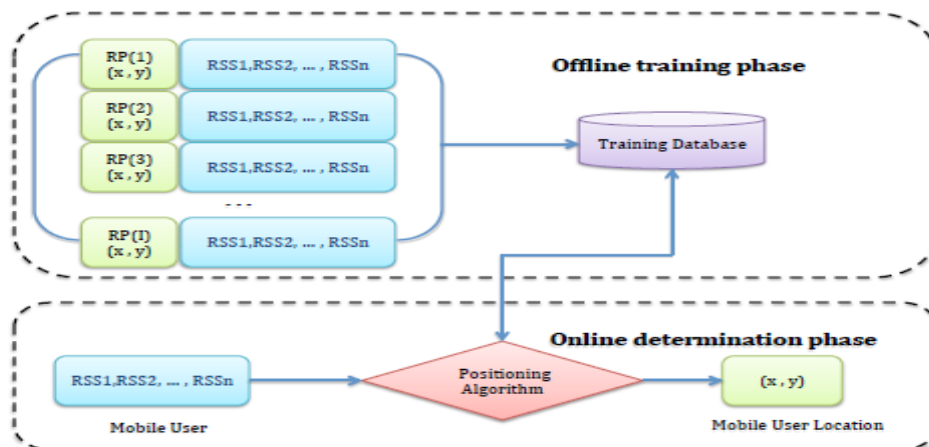 RP(1)
(x , y)
RSS1,RSS2, ... , RSSn
Offline training phase
RP(2)
(x , y)
RSS1,RSS2, ... , RSSn
Training Database
RP(3)
(x , y)
RSS1,RSS2, ... , RSSn
- - -
RP(I)
(x , y)
RSS1,RSS2, ... , RSSn
Online determination phase
RSS1,RSS2, ... , RSSn
Positioning
Algorithm
(x , y)
Mobile User
Mobile User Location